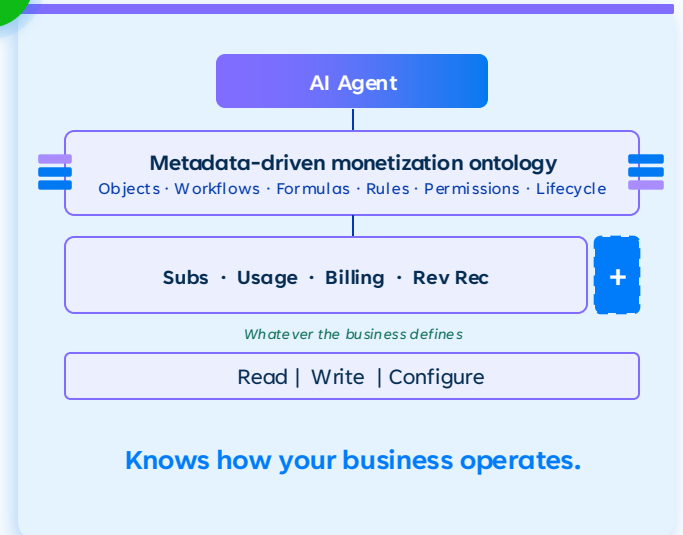 AI Agent
Metadata-driven monetization ontology
Objects · Workflows · Formulas · Rules · Permissions · Lifecycle
Subs · Usage · Billing · Rev Rec
+
Whatever the business defines
Read | Write | Configure
Knows how your business operates.